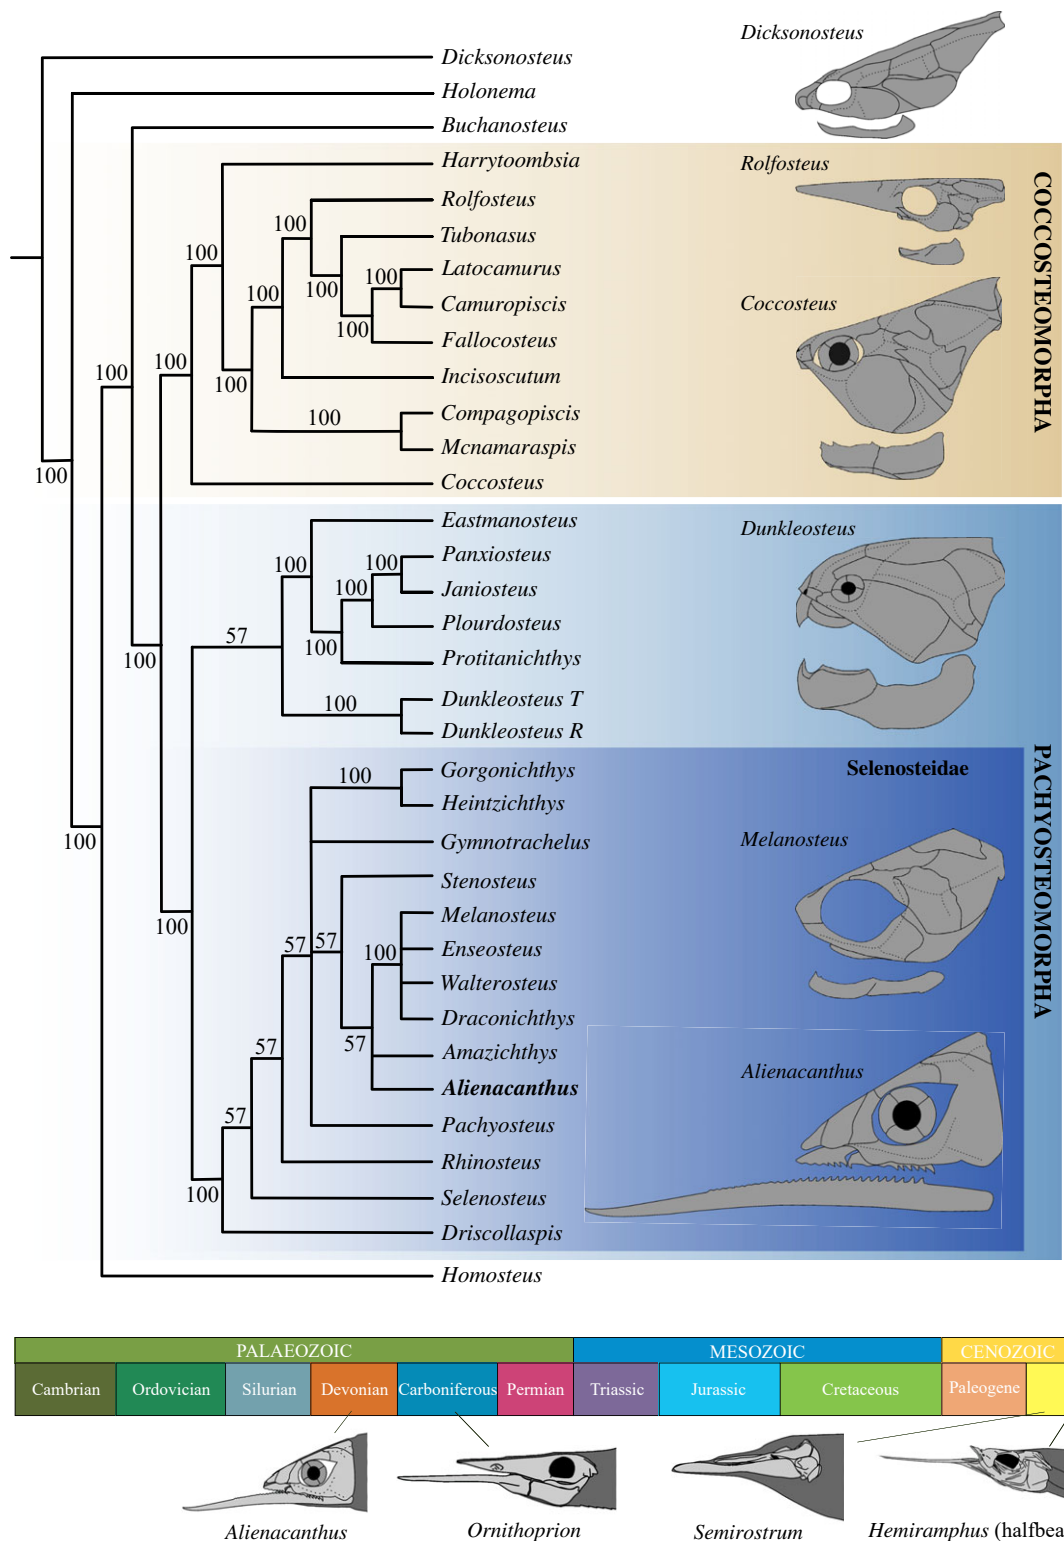 Dicksonosteus
Dicksonosteus
Holonema
Buchanosteus
Harrytoombsia
Rolfosteus
Rolfosteus
Tubonasus
Latocamurus
Camuropiscis
Coccosteus
Fallocosteus
Incisoscutum
Compagopiscis
Mcnamaraspis
Coccosteus
COCCOSTEOMORPHA
100
100
100
100
100
100
100
100
100
100
100
100
Eastmanosteus
Dunkleosteus
Panxiosteus
Janiosteus
Plourdosteus
Protitanichthys
Dunkleosteus T
Dunkleosteus R
100
100
100
57
100
100
100
PACHYOSTEOMORPHA
Selenosteidae
Gorgonichthys
Heintzichthys
Gymnotrachelus
Melanosteus
Stenosteus
Melanosteus
Enseosteus
Walterosteus
Draconichthys
Amazichthys
Alienacanthus
Alienacanthus
Pachyosteus
Rhinosteus
Selenosteus
Driscollaspis
Homosteus
100
100
100
57
57
100
57
57
57
100
PALAEOZOIC
MESOZOIC
CENOZOIC
Cambrian
Ordovician
Silurian
Devonian
Carboniferous
Permian
Triassic
Jurassic
Cretaceous
Paleogene
Alienacanthus
Ornithoprion
Semirostrum
Hemiramphus (halfbea